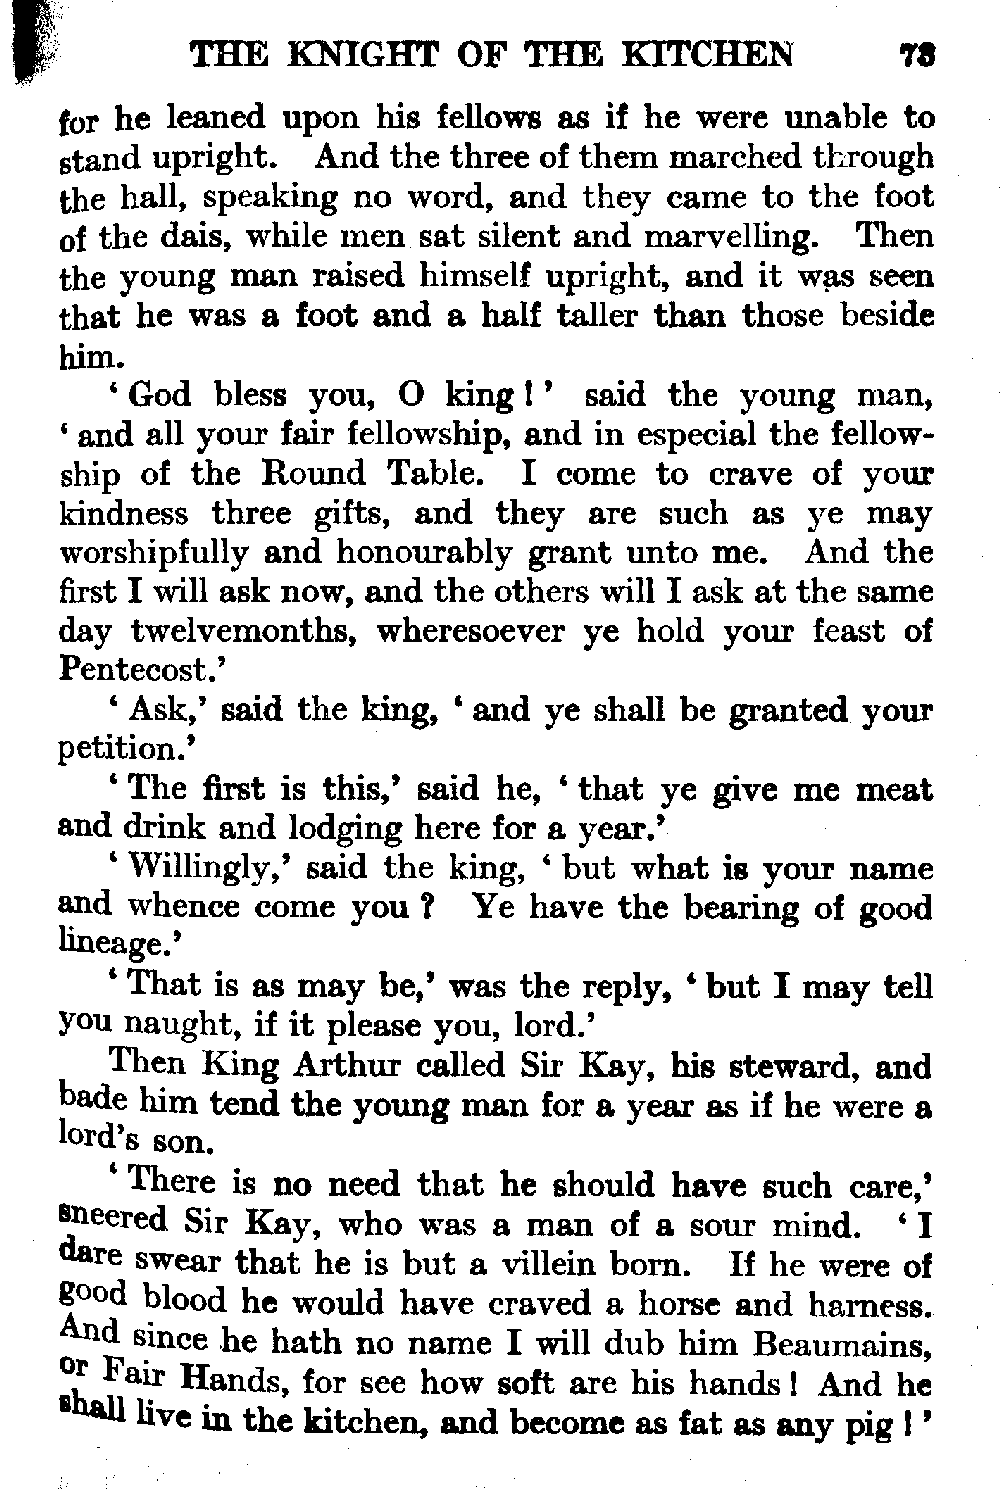 THE KNIGHT OF THE KITCHEN 73
for he leaned upon his fellows as if he were unable to
stand upright. And the three of them marched through
the hall, speaking no word, and they came to the foot
of the dais, while men sat silent and marvelling. Then
the young man raised himself upright, and it was seen
that he was a foot and a half taller than those beside
him.
‘ God bless you, O king ! ’ said the young man,
‘ and all your fair fellowship, and in especial the fellow-
ship of the Round Table. I come to crave of your
kindness three gifts, and they are such as ye may
worshipfully and honourably grant unto me. And the
first I will ask now, and the others will I ask at the same
day twelvemonths, wheresoever ye hold your feast of
Pentecost.’
‘ Ask,’ said the king, ‘ and ye shall be granted your
petition.’
‘ The first is this,’ said he, ‘ that ye give me meat
and drink and lodging here for a year.’
‘ Willingly,’ said the king, ‘ but what is your name
and whence come you ? Ye have the bearing of good
lineage.’
‘ That is as may be,’ was the reply, ‘ but I may tell
you naught, if it please you, lord.’
Then King Arthur called Sir Kay, his steward, and
bade him tend the young man for a year as if he were a
lord’s son.
‘ There is no need that he should have such care,’
sneered Sir Kay, who was a man of a sour mind. ‘ I
dare swear that he is but a villein born. If he were of
good blood he would have craved a horse and harness.
And since he hath no name I will dub him Beaumains,
or Fair Hands, for see how soft are his hands ! And he
shall live in the kitchen, and become as fat as any pig ! ’